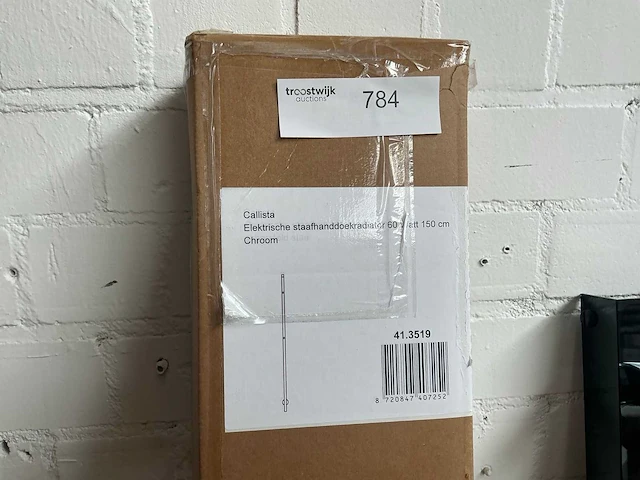 troostwijk
auctions
784
Callista
Elektrische staafhanddoekradiator 60 Watt 150 cm
Chroom
41.3519
8 720847 407252